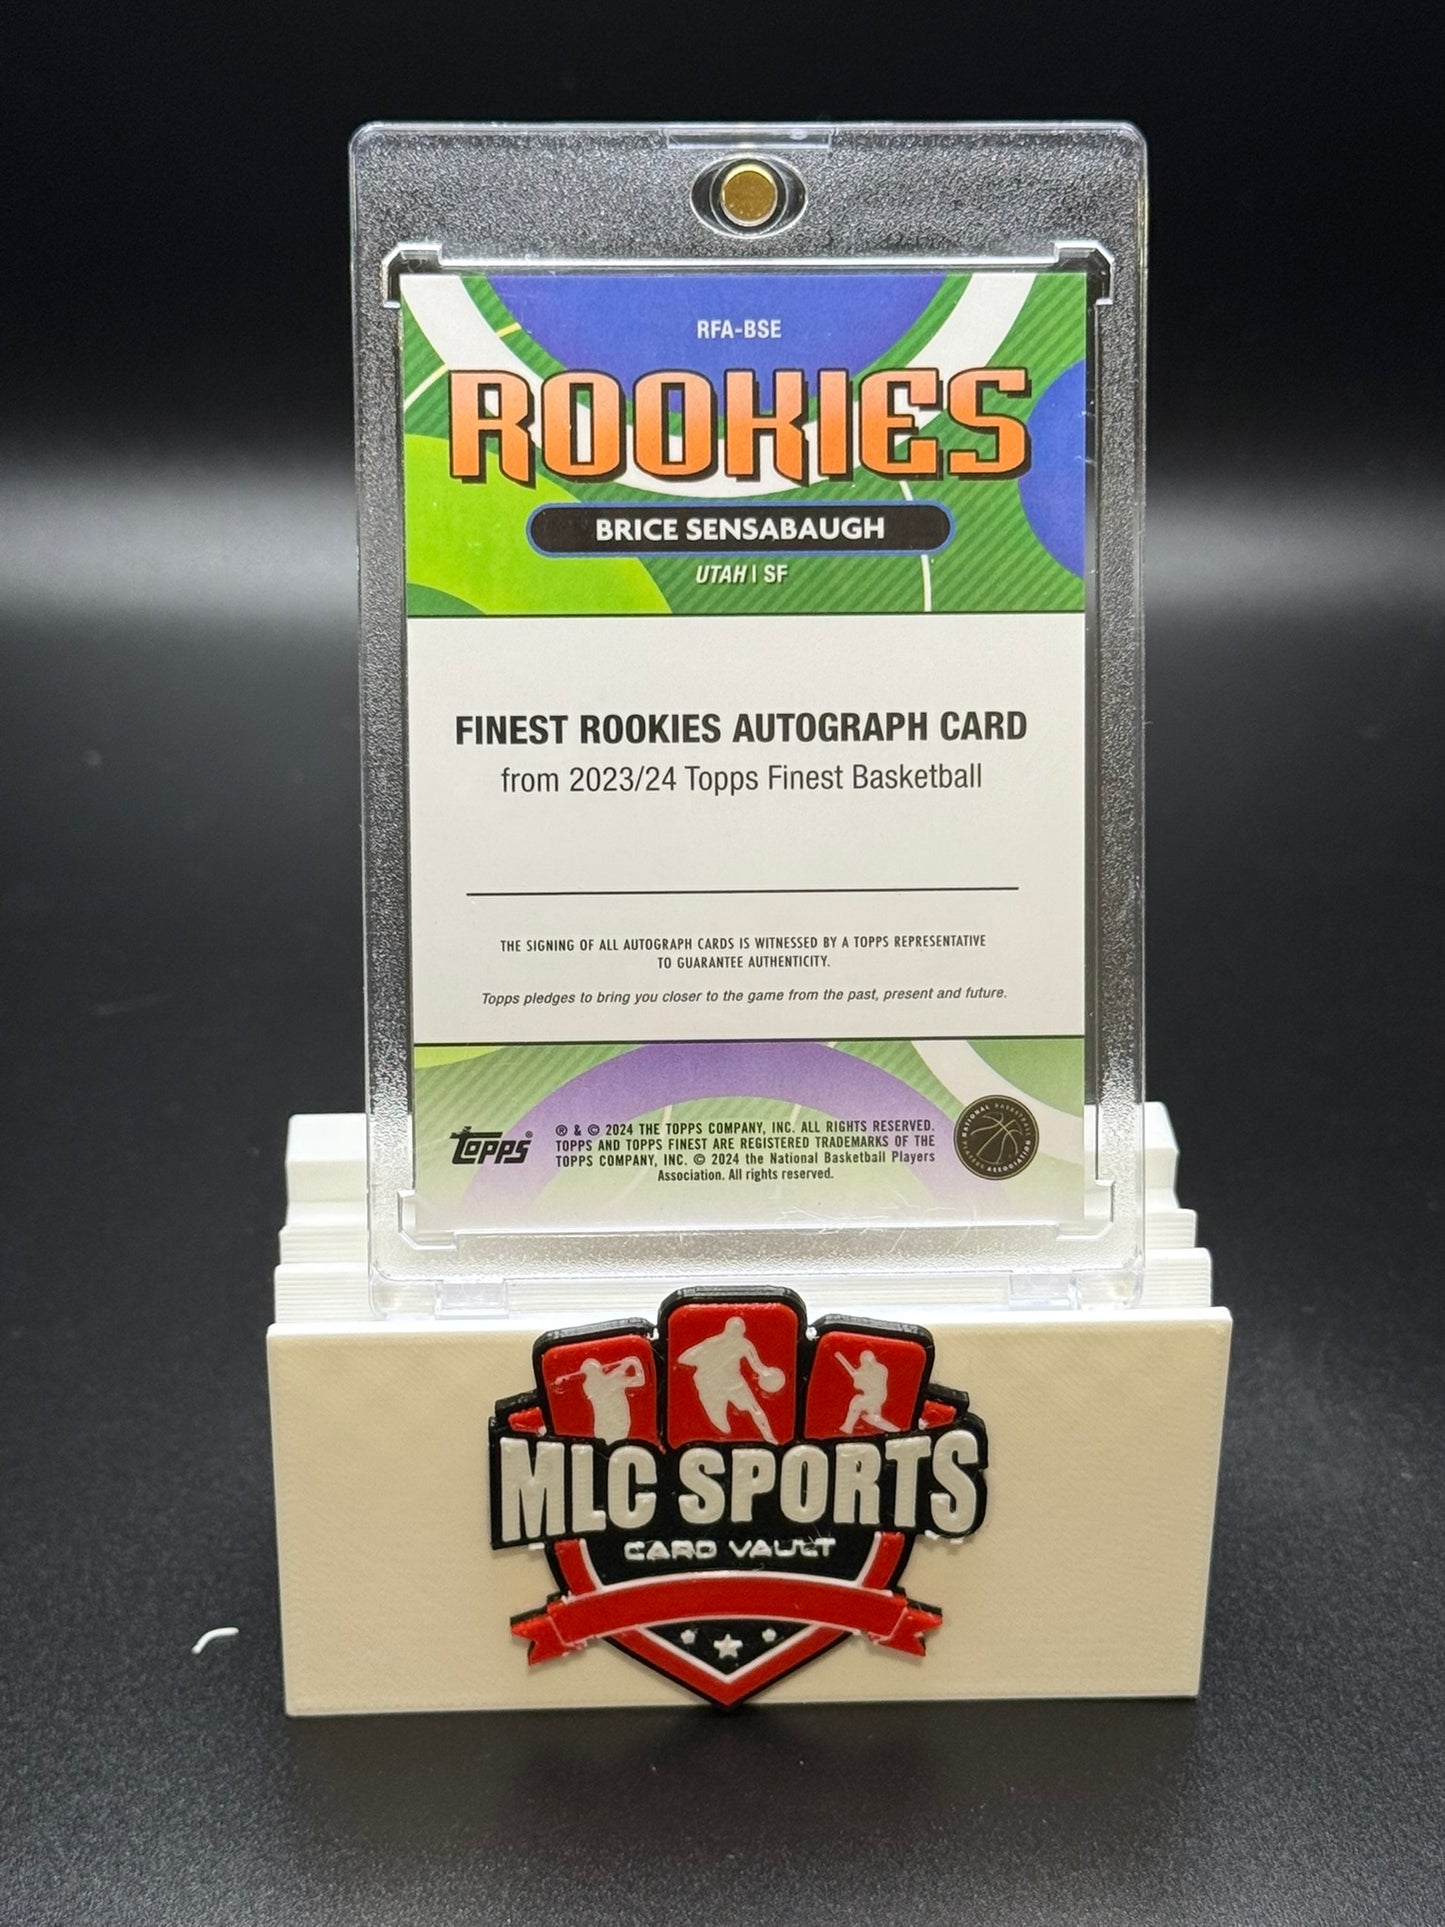 RFA-BSE
ROOKIES
BRICE SENSABAUGH
UTAH | SF
FINEST ROOKIES AUTOGRAPH CARD
from 2023/24 Topps Finest Basketball
THE SIGNING OF ALL AUTOGRAPH CARDS IS WITNESSED BY A TOPPS REPRESENTATIVE
TO GUARANTEE AUTHENTICITY.
Topps pledges to bring you closer to the game from the past, present and future.
Topps®
® & © 2024 THE TOPPS COMPANY, INC. ALL RIGHTS RESERVED.
TOPPS AND TOPPS FINEST ARE REGISTERED TRADEMARKS OF THE
TOPPS COMPANY, INC. © 2024 the National Basketball Players
Association. All rights reserved.
NATIONAL BASKETBALL
PLAYERS ASSOCIATION
MLC SPORTS
CARD VAULT